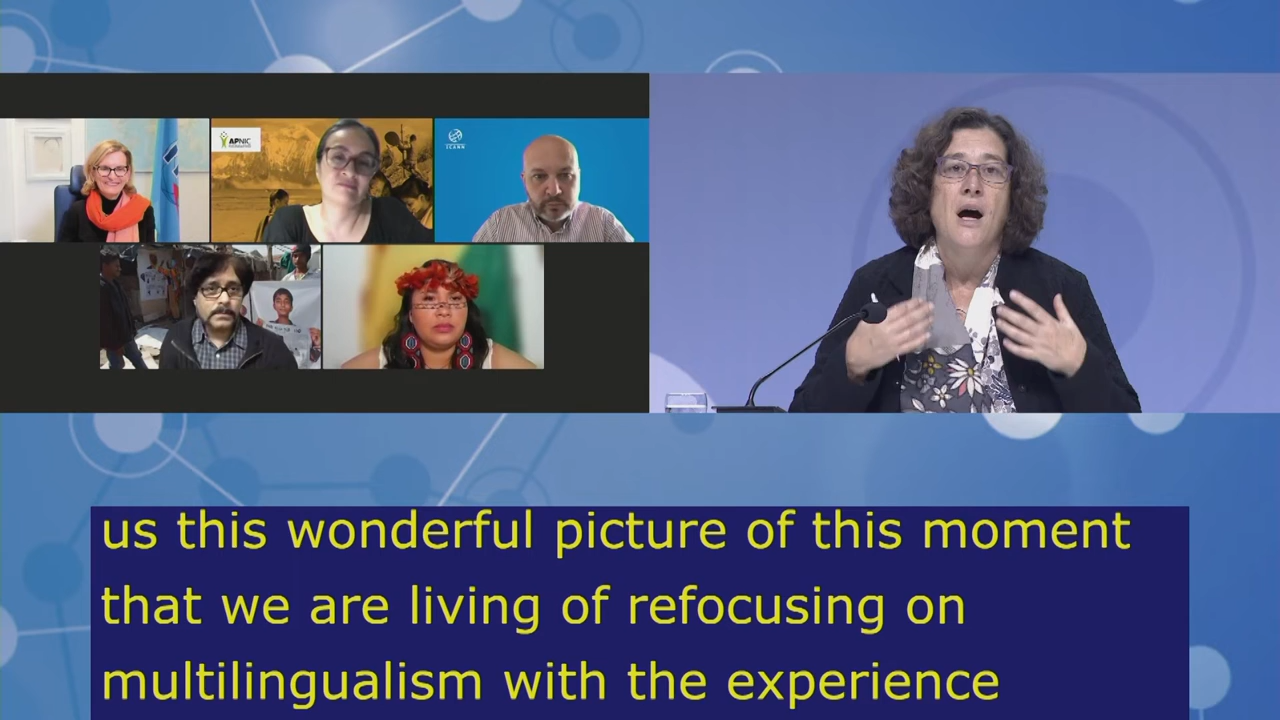 APNIC
FOUNDATION
ICANN
us this wonderful picture of this moment
that we are living of refocusing on
multilingualism with the experience